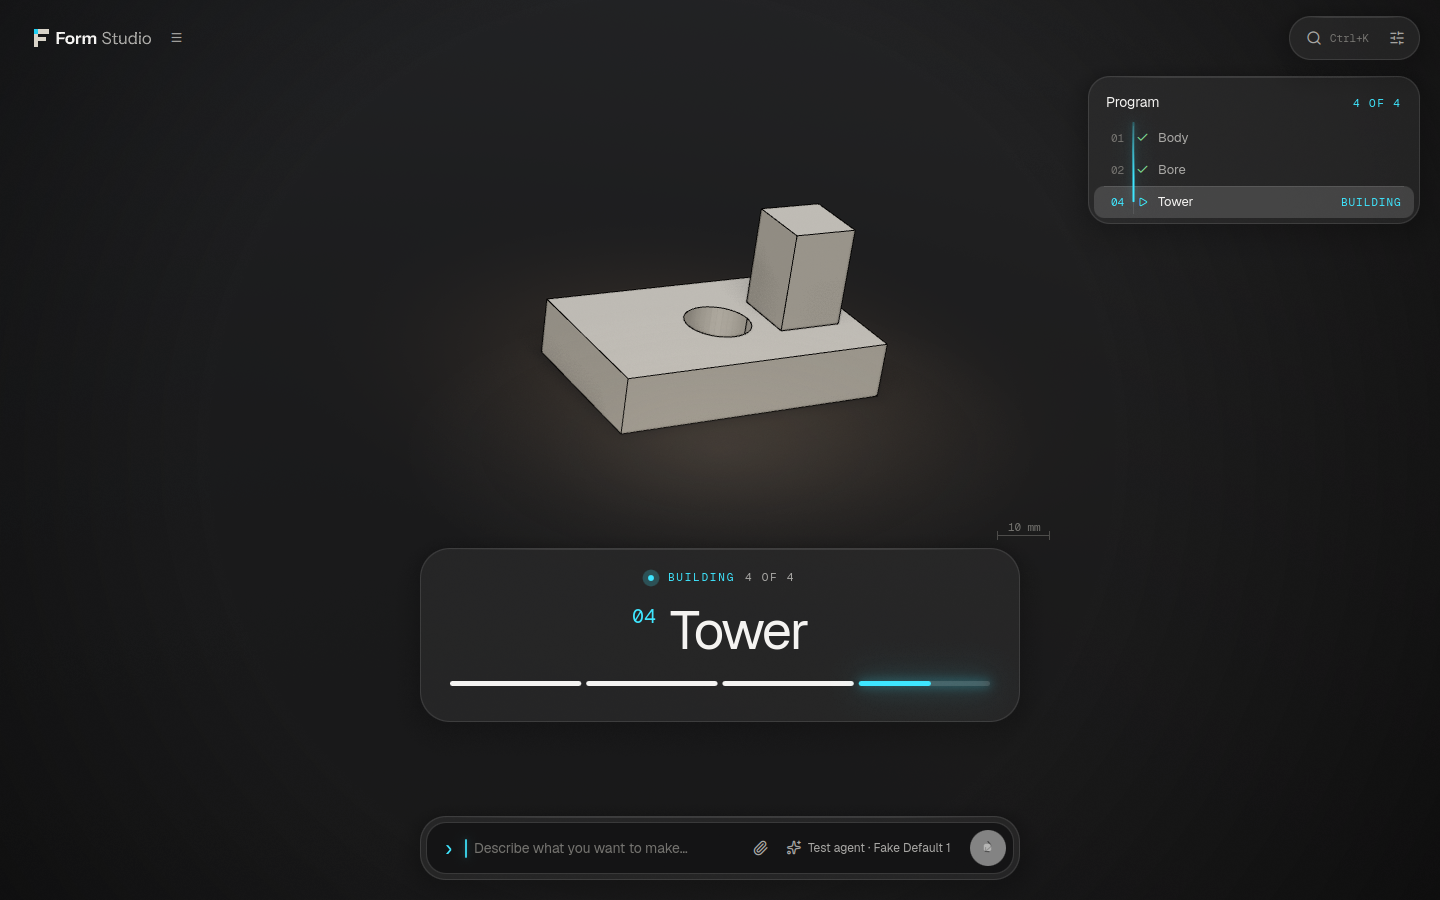 Form Studio
Ctrl+K
Program
4 OF 4
01 Body
02 Bore
04 Tower BUILDING
10 mm
BUILDING 4 OF 4
04 Tower
Describe what you want to make...
Test agent · Fake Default 1